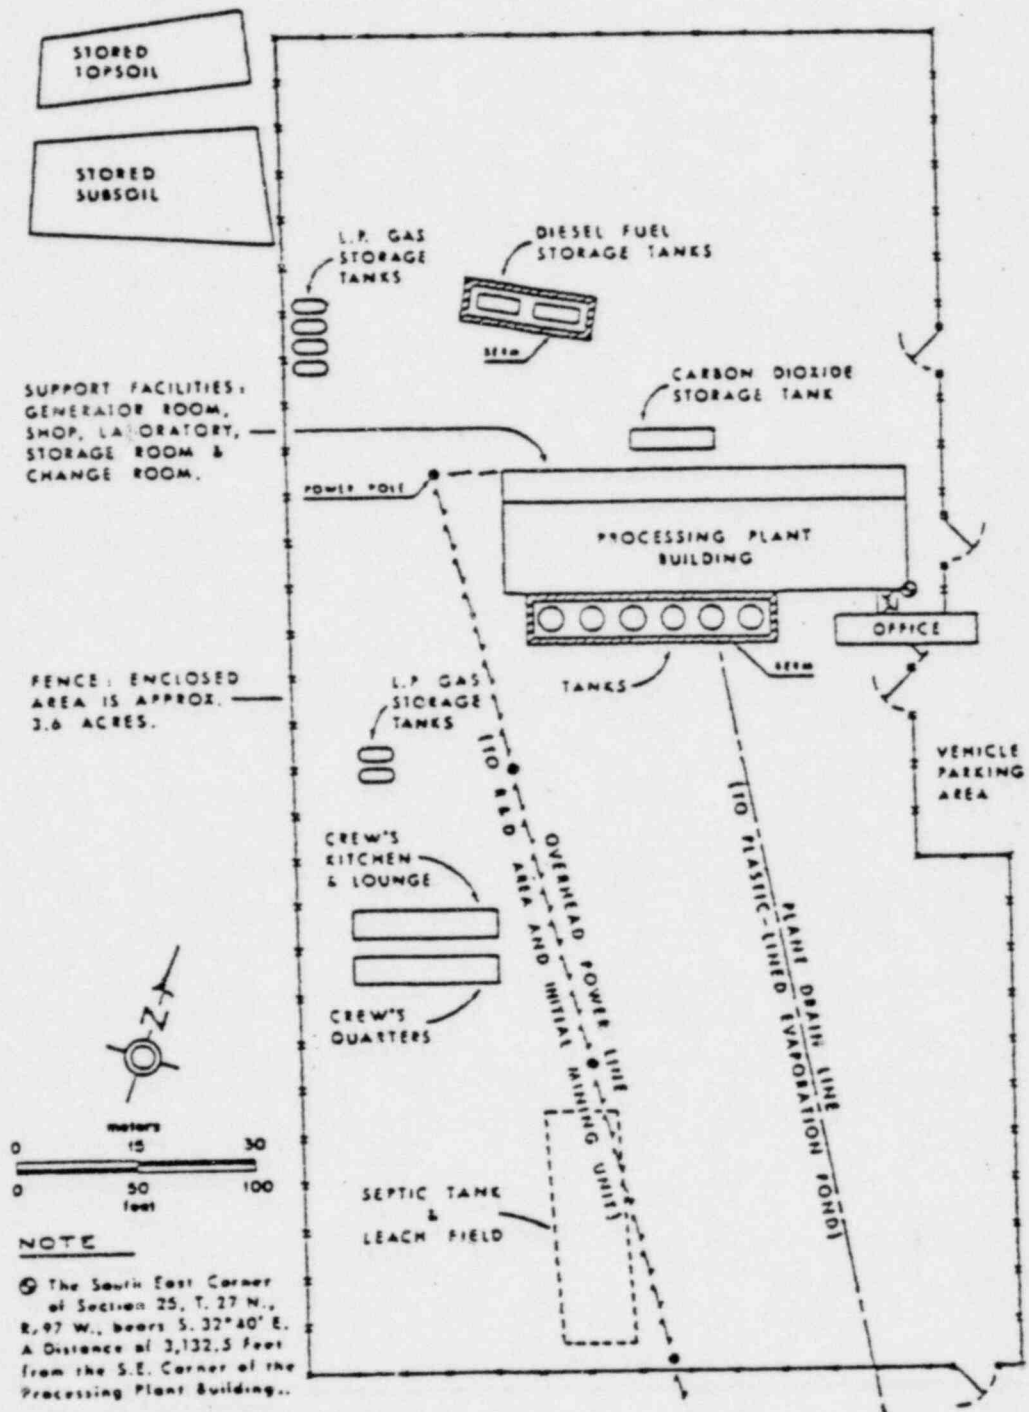 STORED
TOPSOIL
STORED
SUBSOIL
L.P. GAS
STORAGE
TANKS
DIESEL FUEL
STORAGE TANKS
BERM
CARBON DIOXIDE
STORAGE TANK
SUPPORT FACILITIES:
GENERATOR ROOM,
SHOP, LABORATORY,
STORAGE ROOM &
CHANGE ROOM.
POWER POLE
PROCESSING PLANT
BUILDING
OFFICE
BERM
TANKS
FENCE: ENCLOSED
AREA IS APPROX.
3.6 ACRES.
L.P. GAS
STORAGE
TANKS
VEHICLE
PARKING
AREA
OVERHEAD POWER LINE
(TO R&D AREA AND INITIAL MINING UNIT)
PLANE DRAIN LINE
(TO PLASTIC-LINED EVAPORATION POND)
CREW'S
KITCHEN
& LOUNGE
CREW'S
QUARTERS
N
meters
0 15 30
0 50 100
feet
SEPTIC TANK
&
LEACH FIELD
NOTE
The South East Corner
of Section 25, T. 27 N.,
R. 97 W., bears S. 32°40' E.
A Distance of 3,132.5 Feet
from the S.E. Corner of the
Processing Plant Building..